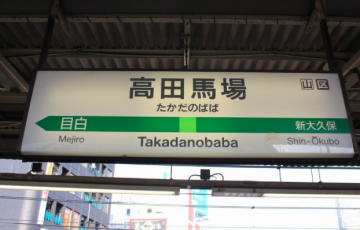 高田馬場
山区
たかだのばば
目白
新大久保
Mejiro
Takadanobaba
Shin-Ōkubo